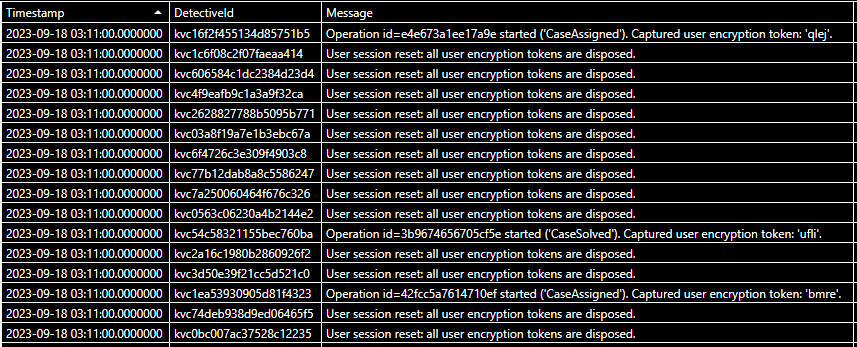 Timestamp DetectiveId Message
2023-09-18 03:11:00.0000000 kvc16f2f455134d85751b5 Operation id=e4e673a1ee17a9e started ('CaseAssigned'). Captured user encryption token: 'qlej'.
2023-09-18 03:11:00.0000000 kvc1c6f08c2f07faeaa414 User session reset: all user encryption tokens are disposed.
2023-09-18 03:11:00.0000000 kvc606584c1dc2384d23d4 User session reset: all user encryption tokens are disposed.
2023-09-18 03:11:00.0000000 kvc4f9eafb9c1a3a9f32ca User session reset: all user encryption tokens are disposed.
2023-09-18 03:11:00.0000000 kvc2628827788b5095b771 User session reset: all user encryption tokens are disposed.
2023-09-18 03:11:00.0000000 kvc03a8f19a7e1b3ebc67a User session reset: all user encryption tokens are disposed.
2023-09-18 03:11:00.0000000 kvc6f4726c3e309f4903c8 User session reset: all user encryption tokens are disposed.
2023-09-18 03:11:00.0000000 kvc77b12dab8a8c5586247 User session reset: all user encryption tokens are disposed.
2023-09-18 03:11:00.0000000 kvc7a250060464f676c326 User session reset: all user encryption tokens are disposed.
2023-09-18 03:11:00.0000000 kvc0563c06230a4b2144e2 User session reset: all user encryption tokens are disposed.
2023-09-18 03:11:00.0000000 kvc54c58321155bec760ba Operation id=3b9674656705cf5e started ('CaseSolved'). Captured user encryption token: 'ufli'.
2023-09-18 03:11:00.0000000 kvc2a16c1980b2860926f2 User session reset: all user encryption tokens are disposed.
2023-09-18 03:11:00.0000000 kvc3d50e39f21cc5d521c0 User session reset: all user encryption tokens are disposed.
2023-09-18 03:11:00.0000000 kvc1ea53930905d81f4323 Operation id=42fcc5a7614710ef started ('CaseAssigned'). Captured user encryption token: 'bmre'.
2023-09-18 03:11:00.0000000 kvc74deb938d9ed06465f5 User session reset: all user encryption tokens are disposed.
2023-09-18 03:11:00.0000000 kvc0bc007ac37528c12235 User session reset: all user encryption tokens are disposed.